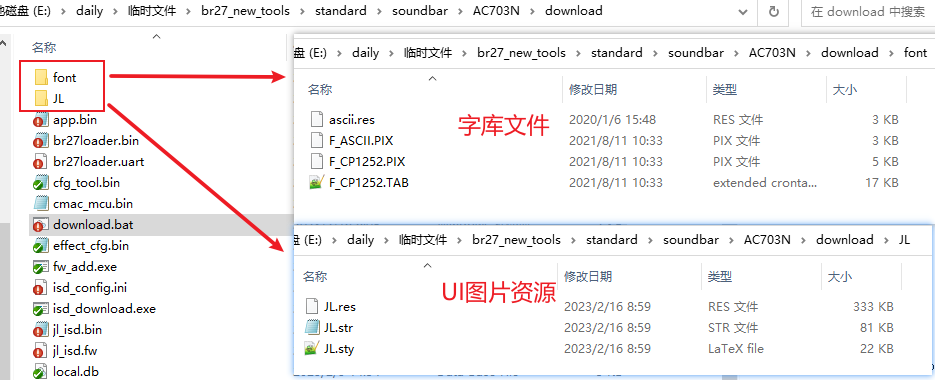 磁盘 (E:) › daily › 临时文件 › br27_new_tools › standard › soundbar › AC703N › download
在 download 中搜索
名称
font
JL
app.bin
br27loader.bin
br27loader.uart
cfg_tool.bin
cmac_mcu.bin
download.bat
effect_cfg.bin
fw_add.exe
isd_config.ini
isd_download.exe
jl_isd.bin
jl_isd.fw
local.db
盘 (E:) › daily › 临时文件 › br27_new_tools › standard › soundbar › AC703N › download › font
名称 修改日期 类型 大小
ascii.res 2020/1/6 15:48 RES 文件 3 KB
F_ASCII.PIX 2021/8/11 10:33 PIX 文件 3 KB
F_CP1252.PIX 2021/8/11 10:33 PIX 文件 5 KB
F_CP1252.TAB 2021/8/11 10:33 extended cronta... 17 KB
字库文件
盘 (E:) › daily › 临时文件 › br27_new_tools › standard › soundbar › AC703N › download › JL
名称 修改日期 类型 大小
JL.res 2023/2/16 8:59 RES 文件 333 KB
JL.str 2023/2/16 8:59 STR 文件 81 KB
JL.sty 2023/2/16 8:59 LaTeX file 22 KB
UI图片资源